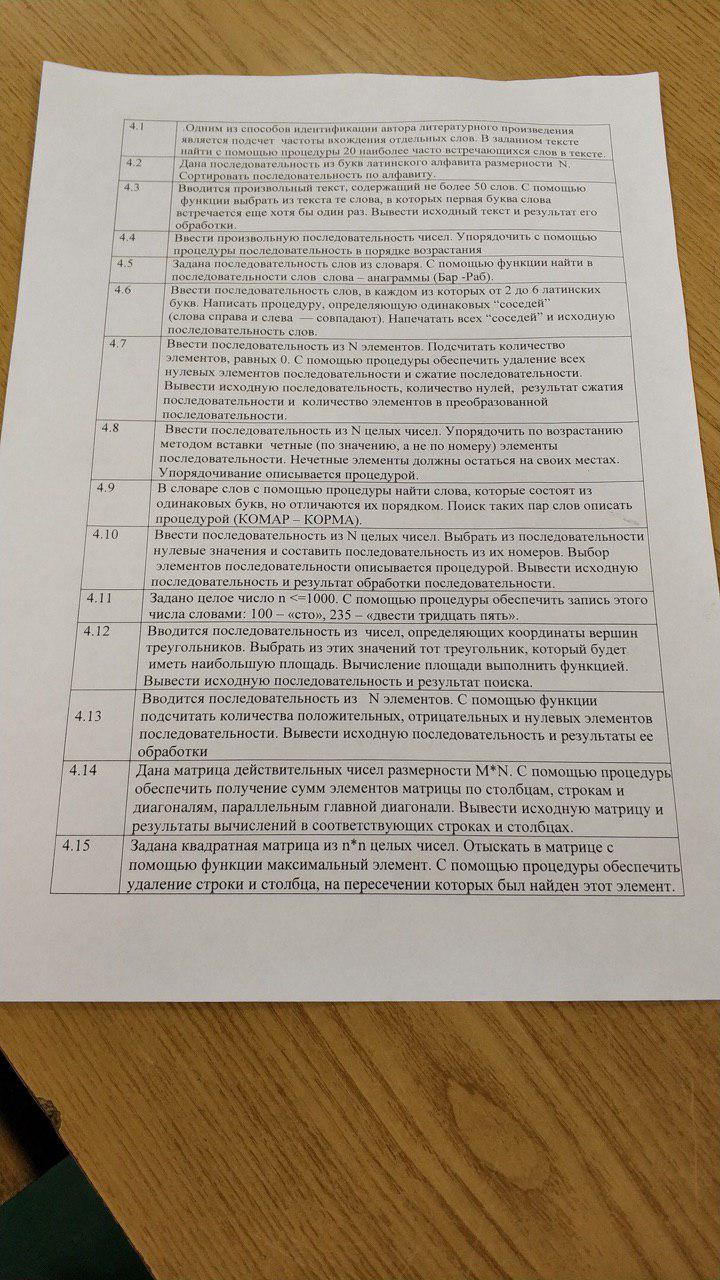 4.1 .Одним из способов идентификации автора литературного произведения
является подсчет частоты вхождения отдельных слов. В заданном тексте
найти с помощью процедуры 20 наиболее часто встречающихся слов в тексте.
4.2 Дана последовательность из букв латинского алфавита размерности N.
Сортировать последовательность по алфавиту.
4.3 Вводится произвольный текст, содержащий не более 50 слов. С помощью
функции выбрать из текста те слова, в которых первая буква слова
встречается еще хотя бы один раз. Вывести исходный текст и результат его
обработки.
4.4 Ввести произвольную последовательность чисел. Упорядочить с помощью
процедуры последовательность в порядке возрастания
4.5 Задана последовательность слов из словаря. С помощью функции найти в
последовательности слов слова – анаграммы (Бар -Раб).
4.6 Ввести последовательность слов, в каждом из которых от 2 до 6 латинских
букв. Написать процедуру, определяющую одинаковых “соседей”
(слова справа и слева — совпадают). Напечатать всех “соседей” и исходную
последовательность слов.
4.7 Ввести последовательность из N элементов. Подсчитать количество
элементов, равных 0. С помощью процедуры обеспечить удаление всех
нулевых элементов последовательности и сжатие последовательности.
Вывести исходную последовательность, количество нулей, результат сжатия
последовательности и количество элементов в преобразованной
последовательности.
4.8 Ввести последовательность из N целых чисел. Упорядочить по возрастанию
методом вставки четные (по значению, а не по номеру) элементы
последовательности. Нечетные элементы должны остаться на своих местах.
Упорядочивание описывается процедурой.
4.9 В словаре слов с помощью процедуры найти слова, которые состоят из
одинаковых букв, но отличаются их порядком. Поиск таких пар слов описать
процедурой (КОМАР – КОРМА).
4.10 Ввести последовательность из N целых чисел. Выбрать из последовательности
нулевые значения и составить последовательность из их номеров. Выбор
элементов последовательности описывается процедурой. Вывести исходную
последовательность и результат обработки последовательности.
4.11 Задано целое число n <=1000. С помощью процедуры обеспечить запись этого
числа словами: 100 – «сто», 235 – «двести тридцать пять».
4.12 Вводится последовательность из чисел, определяющих координаты вершин
треугольников. Выбрать из этих значений тот треугольник, который будет
иметь наибольшую площадь. Вычисление площади выполнить функцией.
Вывести исходную последовательность и результат поиска.
4.13 Вводится последовательность из N элементов. С помощью функции
подсчитать количества положительных, отрицательных и нулевых элементов
последовательности. Вывести исходную последовательность и результаты ее
обработки
4.14 Дана матрица действительных чисел размерности M*N. С помощью процедуры
обеспечить получение сумм элементов матрицы по столбцам, строкам и
диагоналям, параллельным главной диагонали. Вывести исходную матрицу и
результаты вычислений в соответствующих строках и столбцах.
4.15 Задана квадратная матрица из n*n целых чисел. Отыскать в матрице с
помощью функции максимальный элемент. С помощью процедуры обеспечить
удаление строки и столбца, на пересечении которых был найден этот элемент.